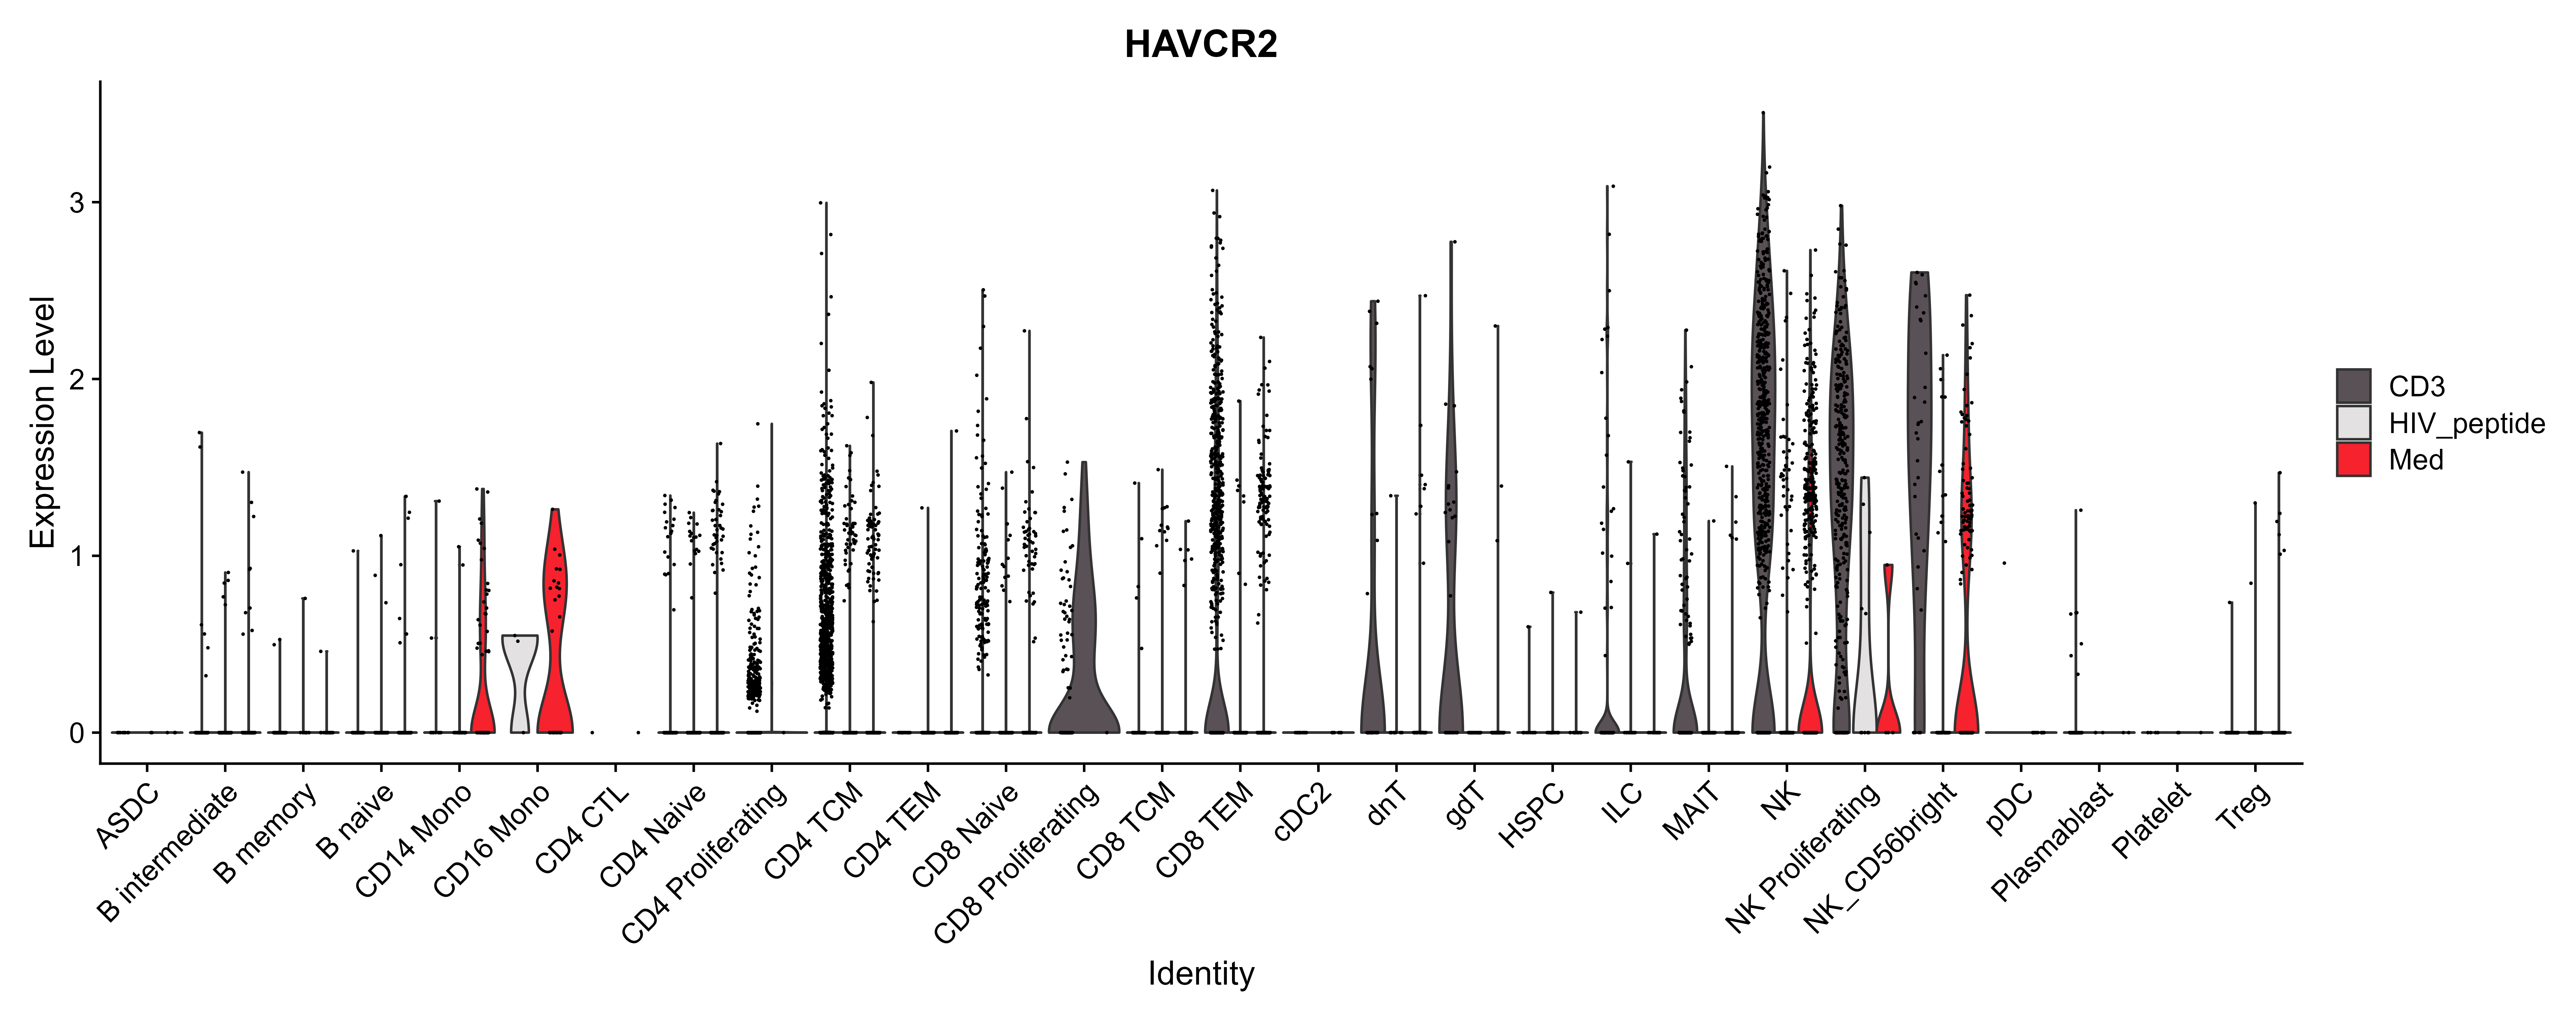 HAVCR2
Expression Level
3
2
1
0
ASDC
B intermediate
B memory
B naive
CD14 Mono
CD16 Mono
CD4 CTL
CD4 Naive
CD4 Proliferating
CD4 TCM
CD4 TEM
CD8 Naive
CD8 Proliferating
CD8 TCM
CD8 TEM
cDC2
dnT
gdT
HSPC
ILC
MAIT
NK
NK Proliferating
NK_CD56bright
pDC
Plasmablast
Platelet
Treg
Identity
CD3
HIV_peptide
Med